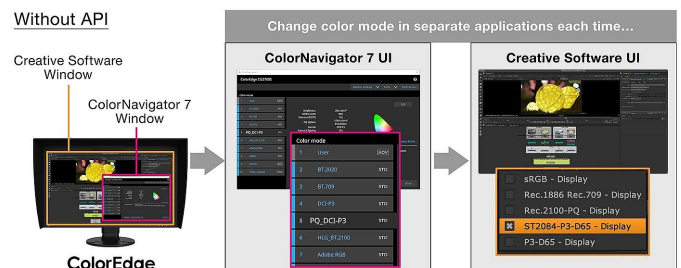 Without API
Change color mode in separate applications each time...
Creative Software
Window
ColorNavigator 7
Window
ColorEdge
ColorNavigator 7 UI
Color mode
1 User ADV
2 BT.2020 STD
3 BT.709 STD
4 DCI-P3 STD
5 PQ_DCI-P3 STD
6 HLG_BT.2100 STD
7 Adobe RGB STD
Creative Software UI
sRGB - Display
Rec.1886 Rec.709 - Display
Rec.2100-PQ - Display
ST2084-P3-D65 - Display
P3-D65 - Display